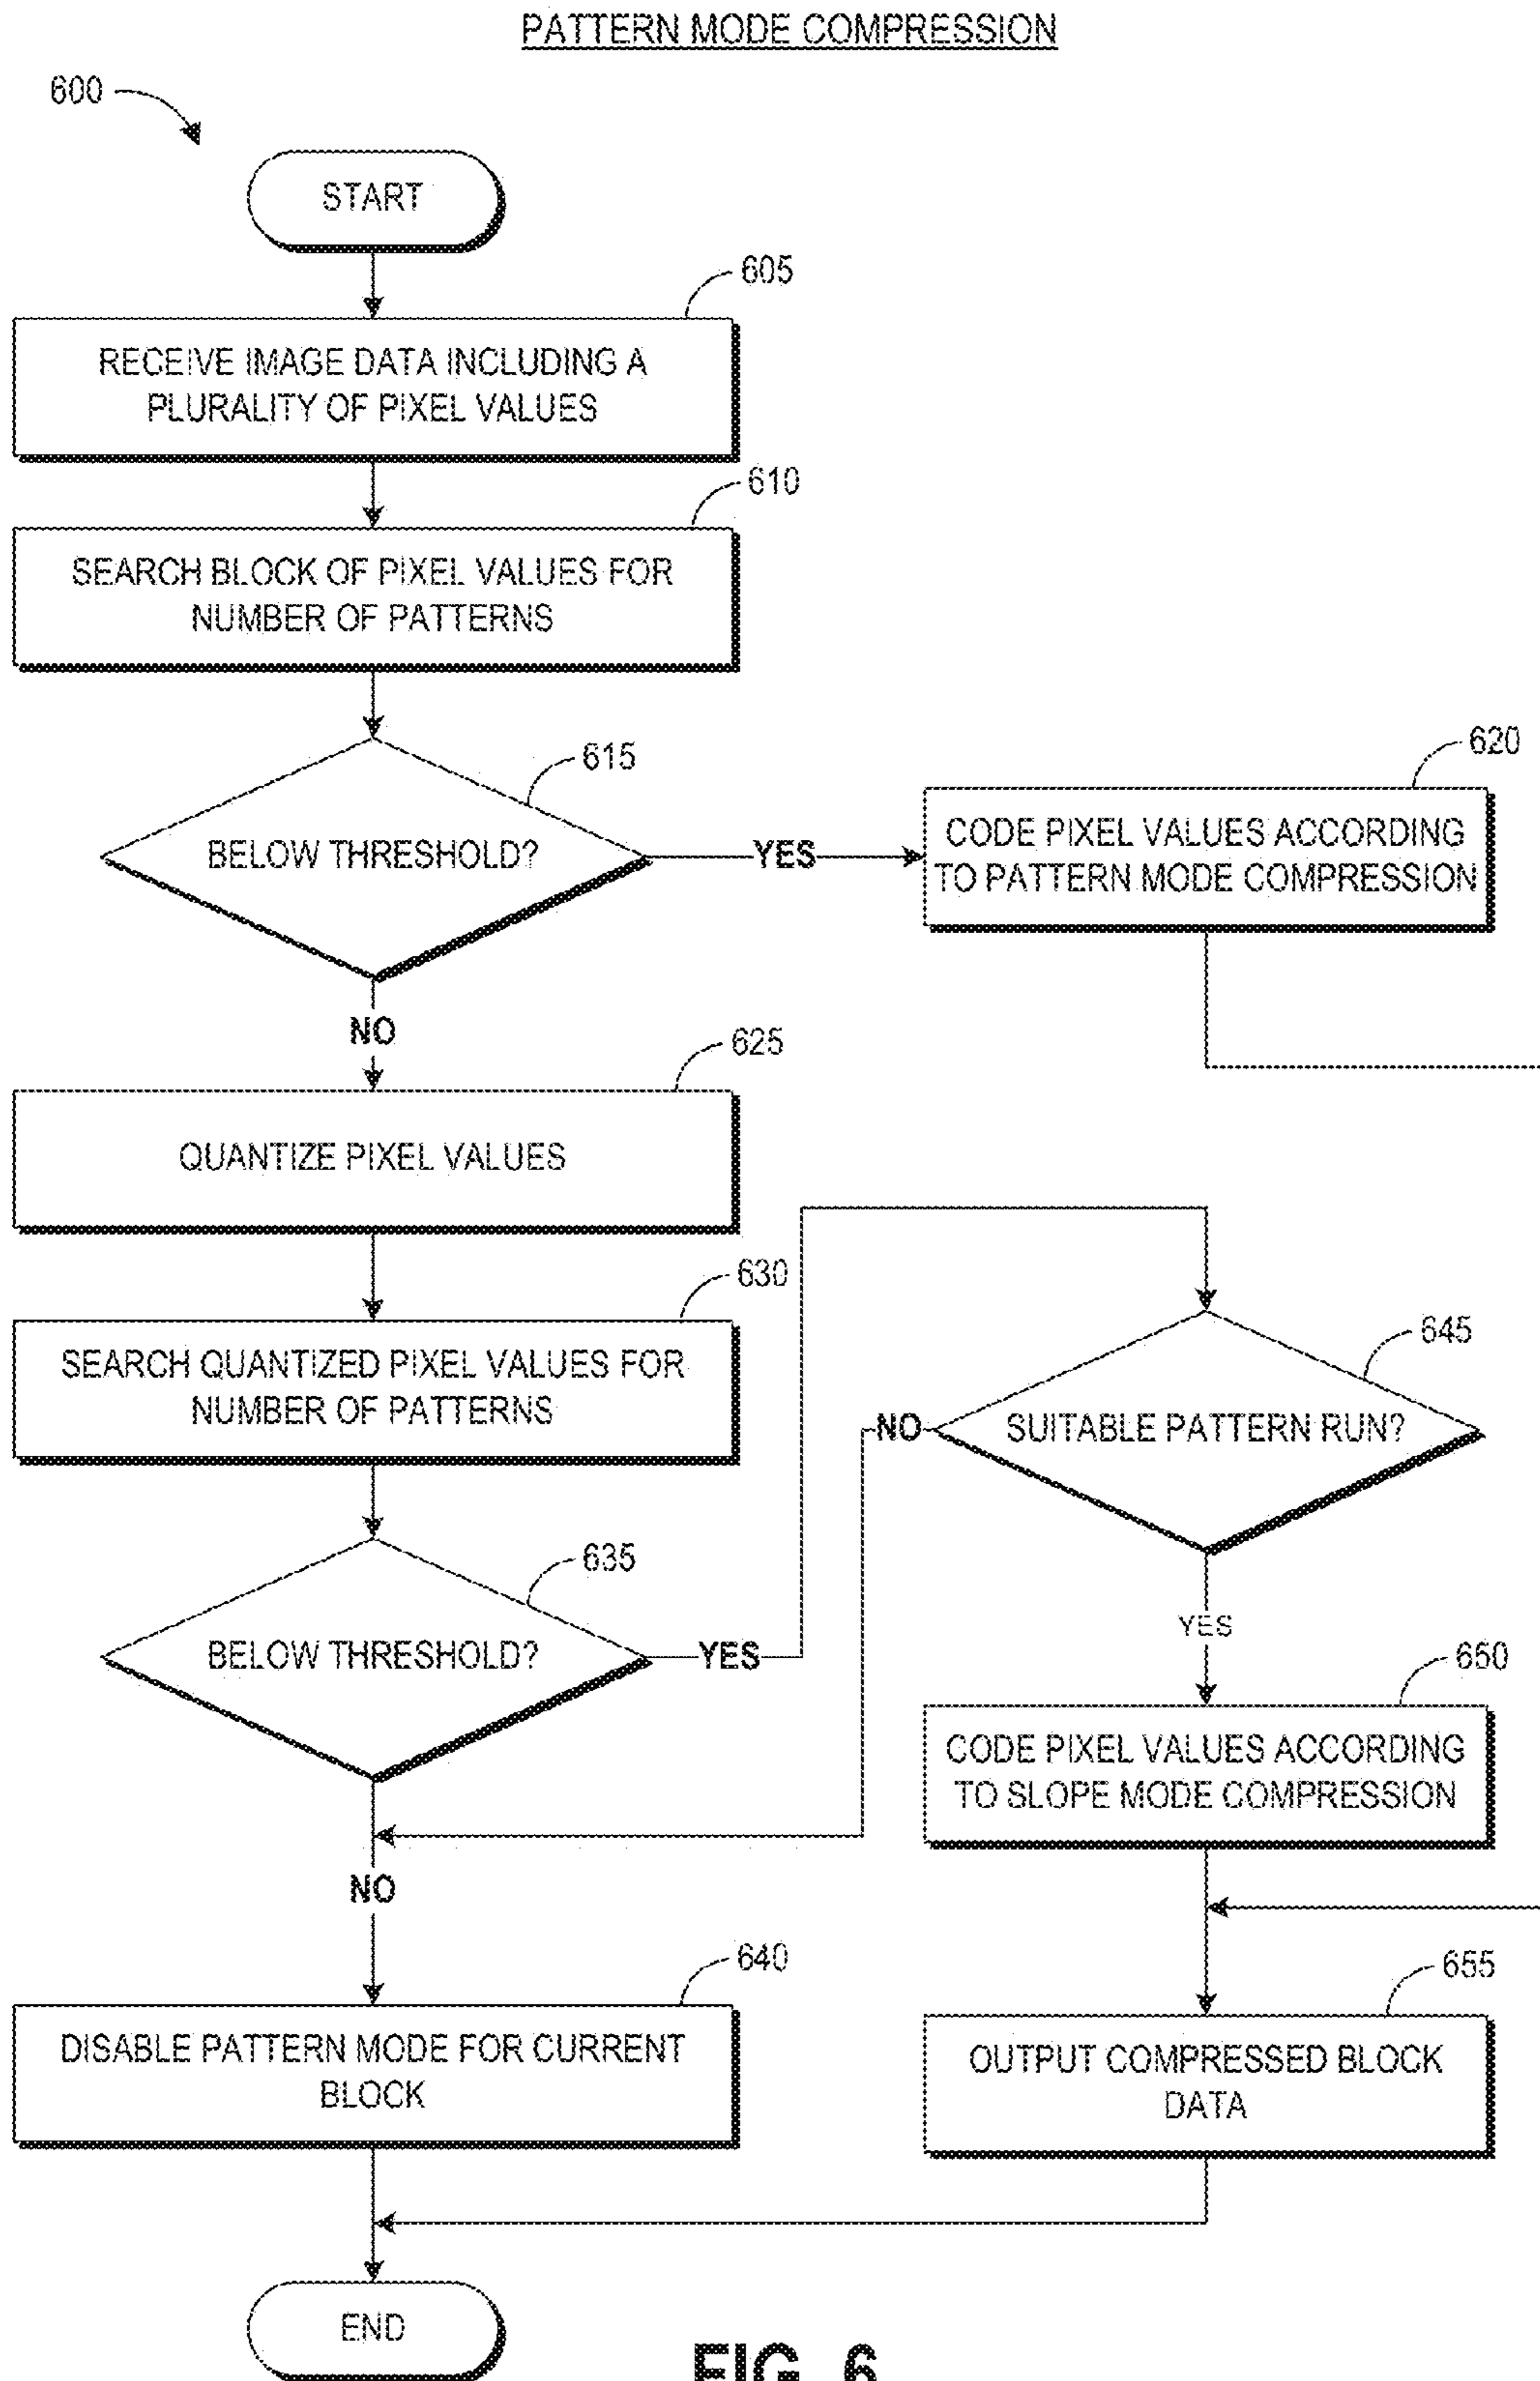 PATTERN MODE COMPRESSION
600
START
605
RECEIVE IMAGE DATA INCLUDING A
PLURALITY OF PIXEL VALUES
610
SEARCH BLOCK OF PIXEL VALUES FOR
NUMBER OF PATTERNS
615
BELOW THRESHOLD?
YES
620
CODE PIXEL VALUES ACCORDING
TO PATTERN MODE COMPRESSION
NO
625
QUANTIZE PIXEL VALUES
630
SEARCH QUANTIZED PIXEL VALUES FOR
NUMBER OF PATTERNS
635
BELOW THRESHOLD?
YES
645
SUITABLE PATTERN RUN?
NO
YES
650
CODE PIXEL VALUES ACCORDING
TO SLOPE MODE COMPRESSION
NO
640
DISABLE PATTERN MODE FOR CURRENT
BLOCK
655
OUTPUT COMPRESSED BLOCK
DATA
END
FIG. 6